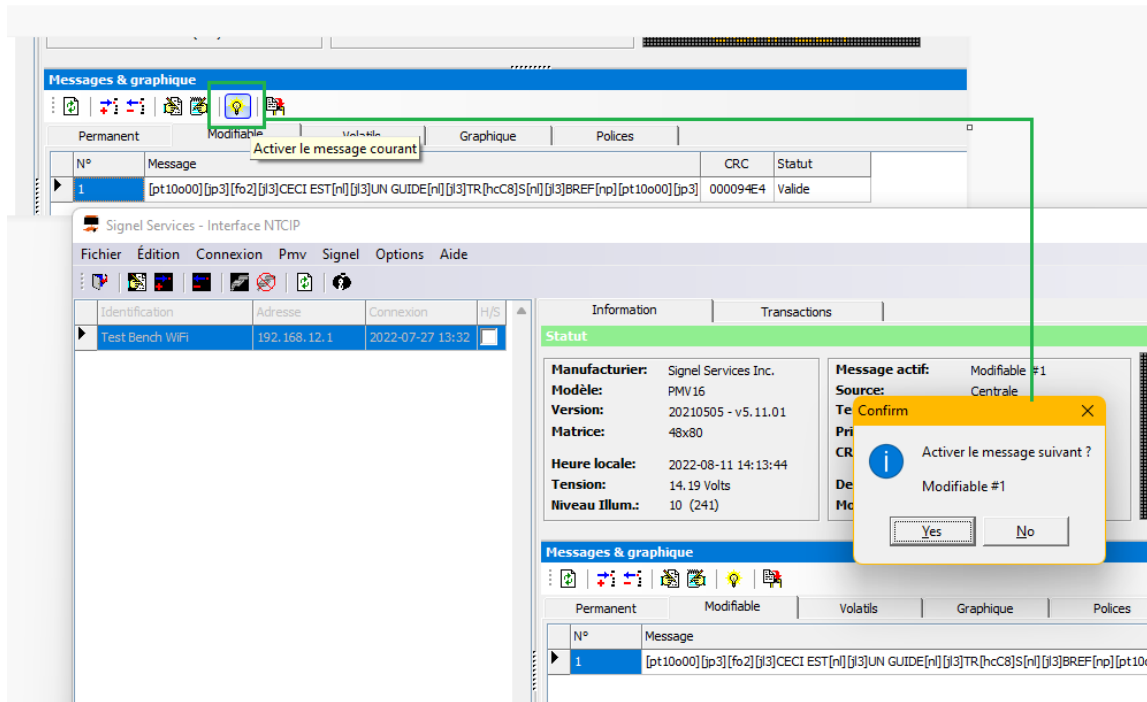 Messages & graphique
Permanent Modifiable Volatils Graphique Polices
Activer le message courant
N° Message CRC Statut
1 [pt10o00][jp3][fo2][jl3]CECI EST[nl][jl3]UN GUIDE[nl][jl3]TR[hcC8]S[nl][jl3]BREF[np][pt10o00][jp3] 000094E4 Valide
Signel Services - Interface NTCIP
Fichier Édition Connexion Pmv Signel Options Aide
Identification Adresse Connexion H/S
Test Bench WiFi 192.168.12.1 2022-07-27 13:32
Information Transactions
Statut
Manufacturier: Signel Services Inc.
Modèle: PMV16
Version: 20210505 - v5.11.01
Matrice: 48x80
Heure locale: 2022-08-11 14:13:44
Tension: 14.19 Volts
Niveau Illum.: 10 (241)
Message actif: Modifiable #1
Source: Centrale
Te
Pri
CR
De
Mo
Confirm
Activer le message suivant ?
Modifiable #1
Yes No
Messages & graphique
Permanent Modifiable Volatils Graphique Polices
N° Message
1 [pt10o00][jp3][fo2][jl3]CECI EST[nl][jl3]UN GUIDE[nl][jl3]TR[hcC8]S[nl][jl3]BREF[np][pt10o